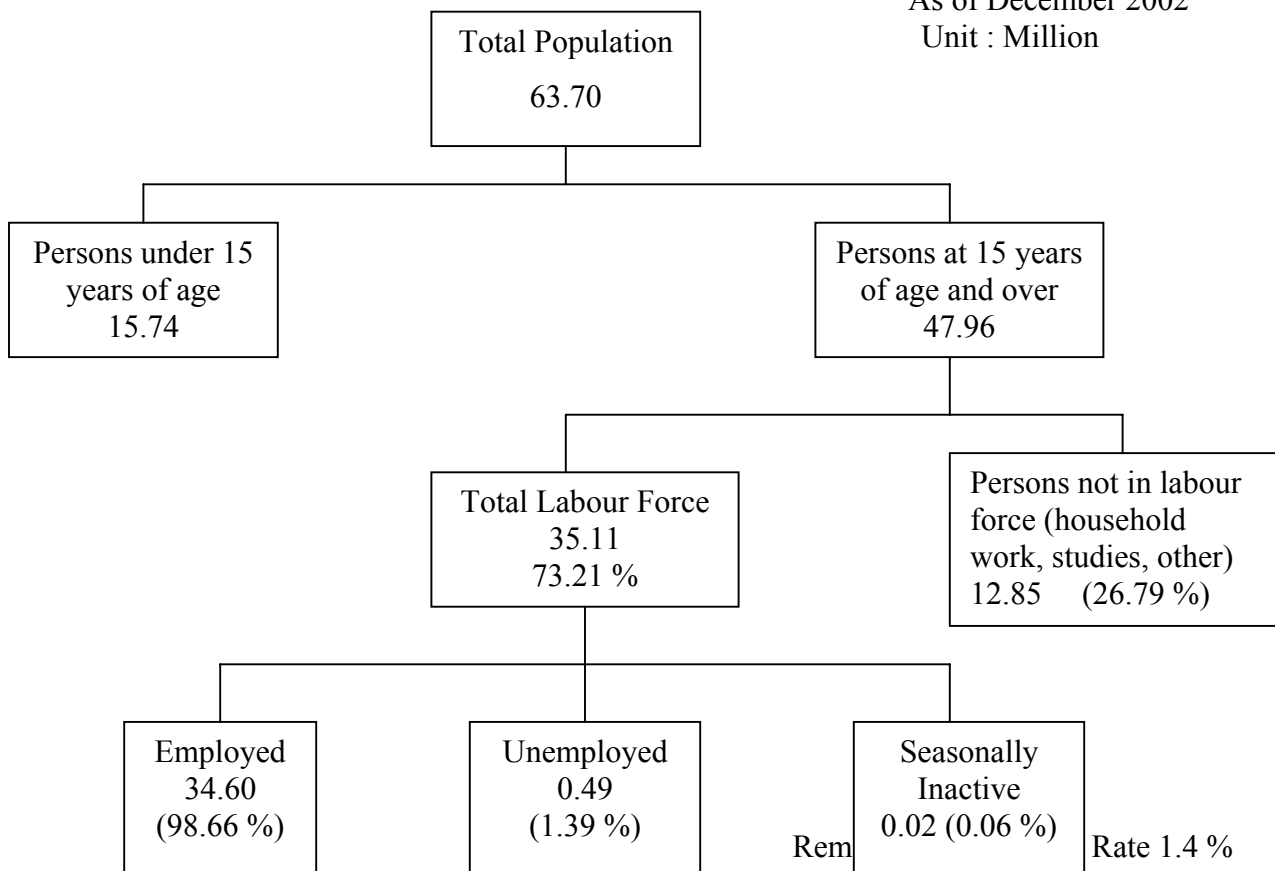 As of December 2002
Unit : Million
Total Population
63.70
Persons under 15
years of age
15.74
Persons at 15 years
of age and over
47.96
Total Labour Force
35.11
73.21 %
Persons not in labour
force (household
work, studies, other)
12.85 (26.79 %)
Employed
34.60
(98.66 %)
Unemployed
0.49
(1.39 %)
Seasonally
Inactive
0.02 (0.06 %)
Rem
Rate 1.4 %